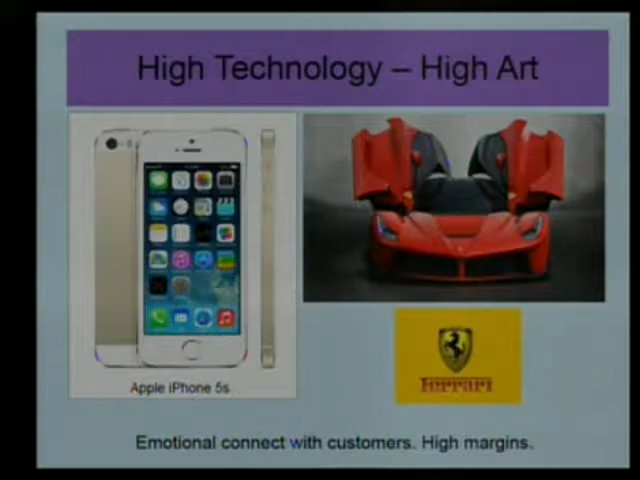 High Technology – High Art
Apple iPhone 5s
Ferrari
Emotional connect with customers. High margins.